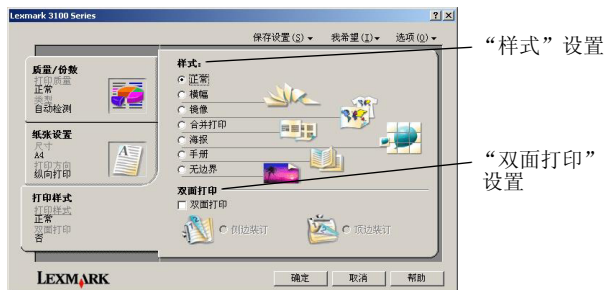 Lexmark 3100 Series
保存设置(S) 我希望(I) 选项(O)
质量/份数
打印质量
正常
类型
自动检测
纸张设置
尺寸
A4
打印方向
纵向打印
打印样式
打印样式
正常
双面打印
否
样式:
正常
横幅
镜像
合并打印
海报
手册
无边界
双面打印
双面打印
侧边装订 顶边装订
LEXMARK
确定 取消 帮助
“样式”设置
“双面打印”
设置